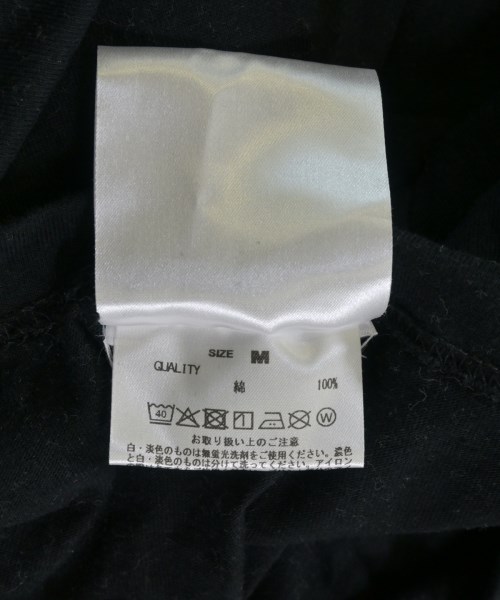 SIZE M
QUALITY
綿 100%
40 W
お取り扱い上のご注意
白・淡色のものは無蛍光洗剤をご使用ください。濃色
と白・淡色のものは分けて洗ってください。アイロン